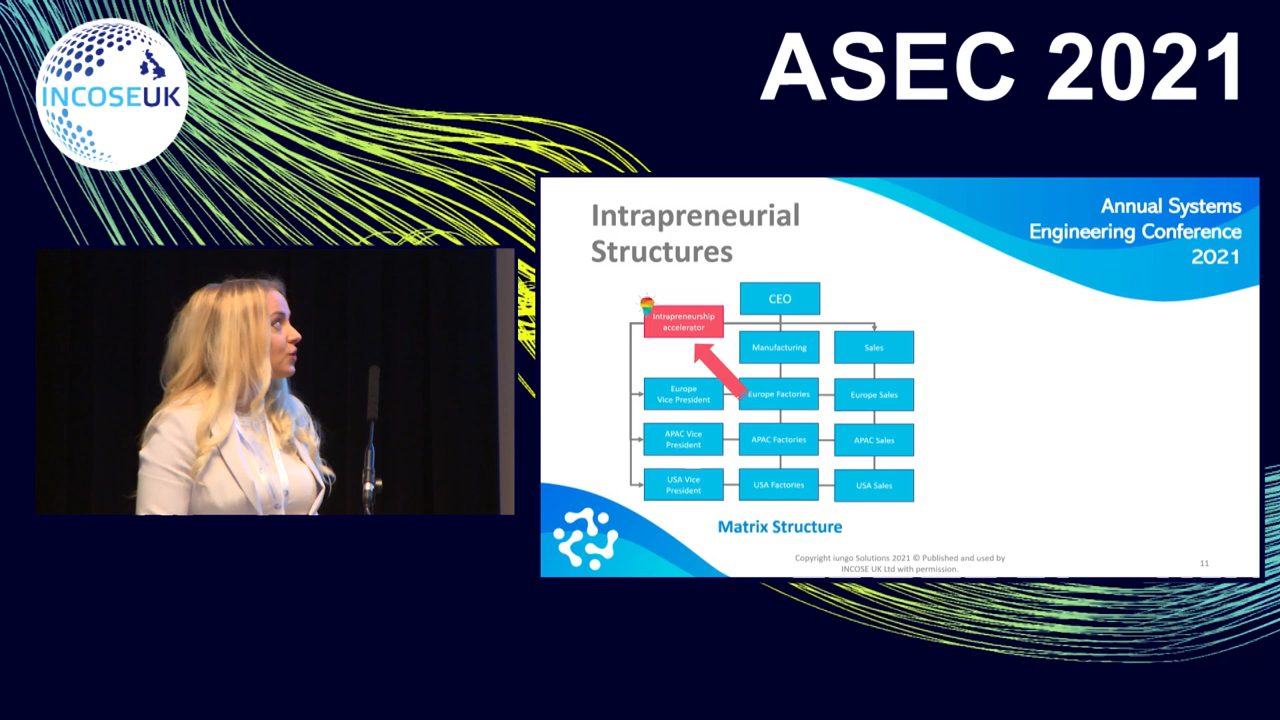 INCOSEUK
ASEC 2021
Intrapreneurial
Structures
Annual Systems
Engineering Conference
2021
CEO
Intrapreneurship
accelerator
Manufacturing
Sales
Europe
Vice President
Europe Factories
Europe Sales
APAC Vice
President
APAC Factories
APAC Sales
USA Vice
President
USA Factories
USA Sales
Matrix Structure
Copyright iungo Solutions 2021 © Published and used by
INCOSE UK Ltd with permission.
11